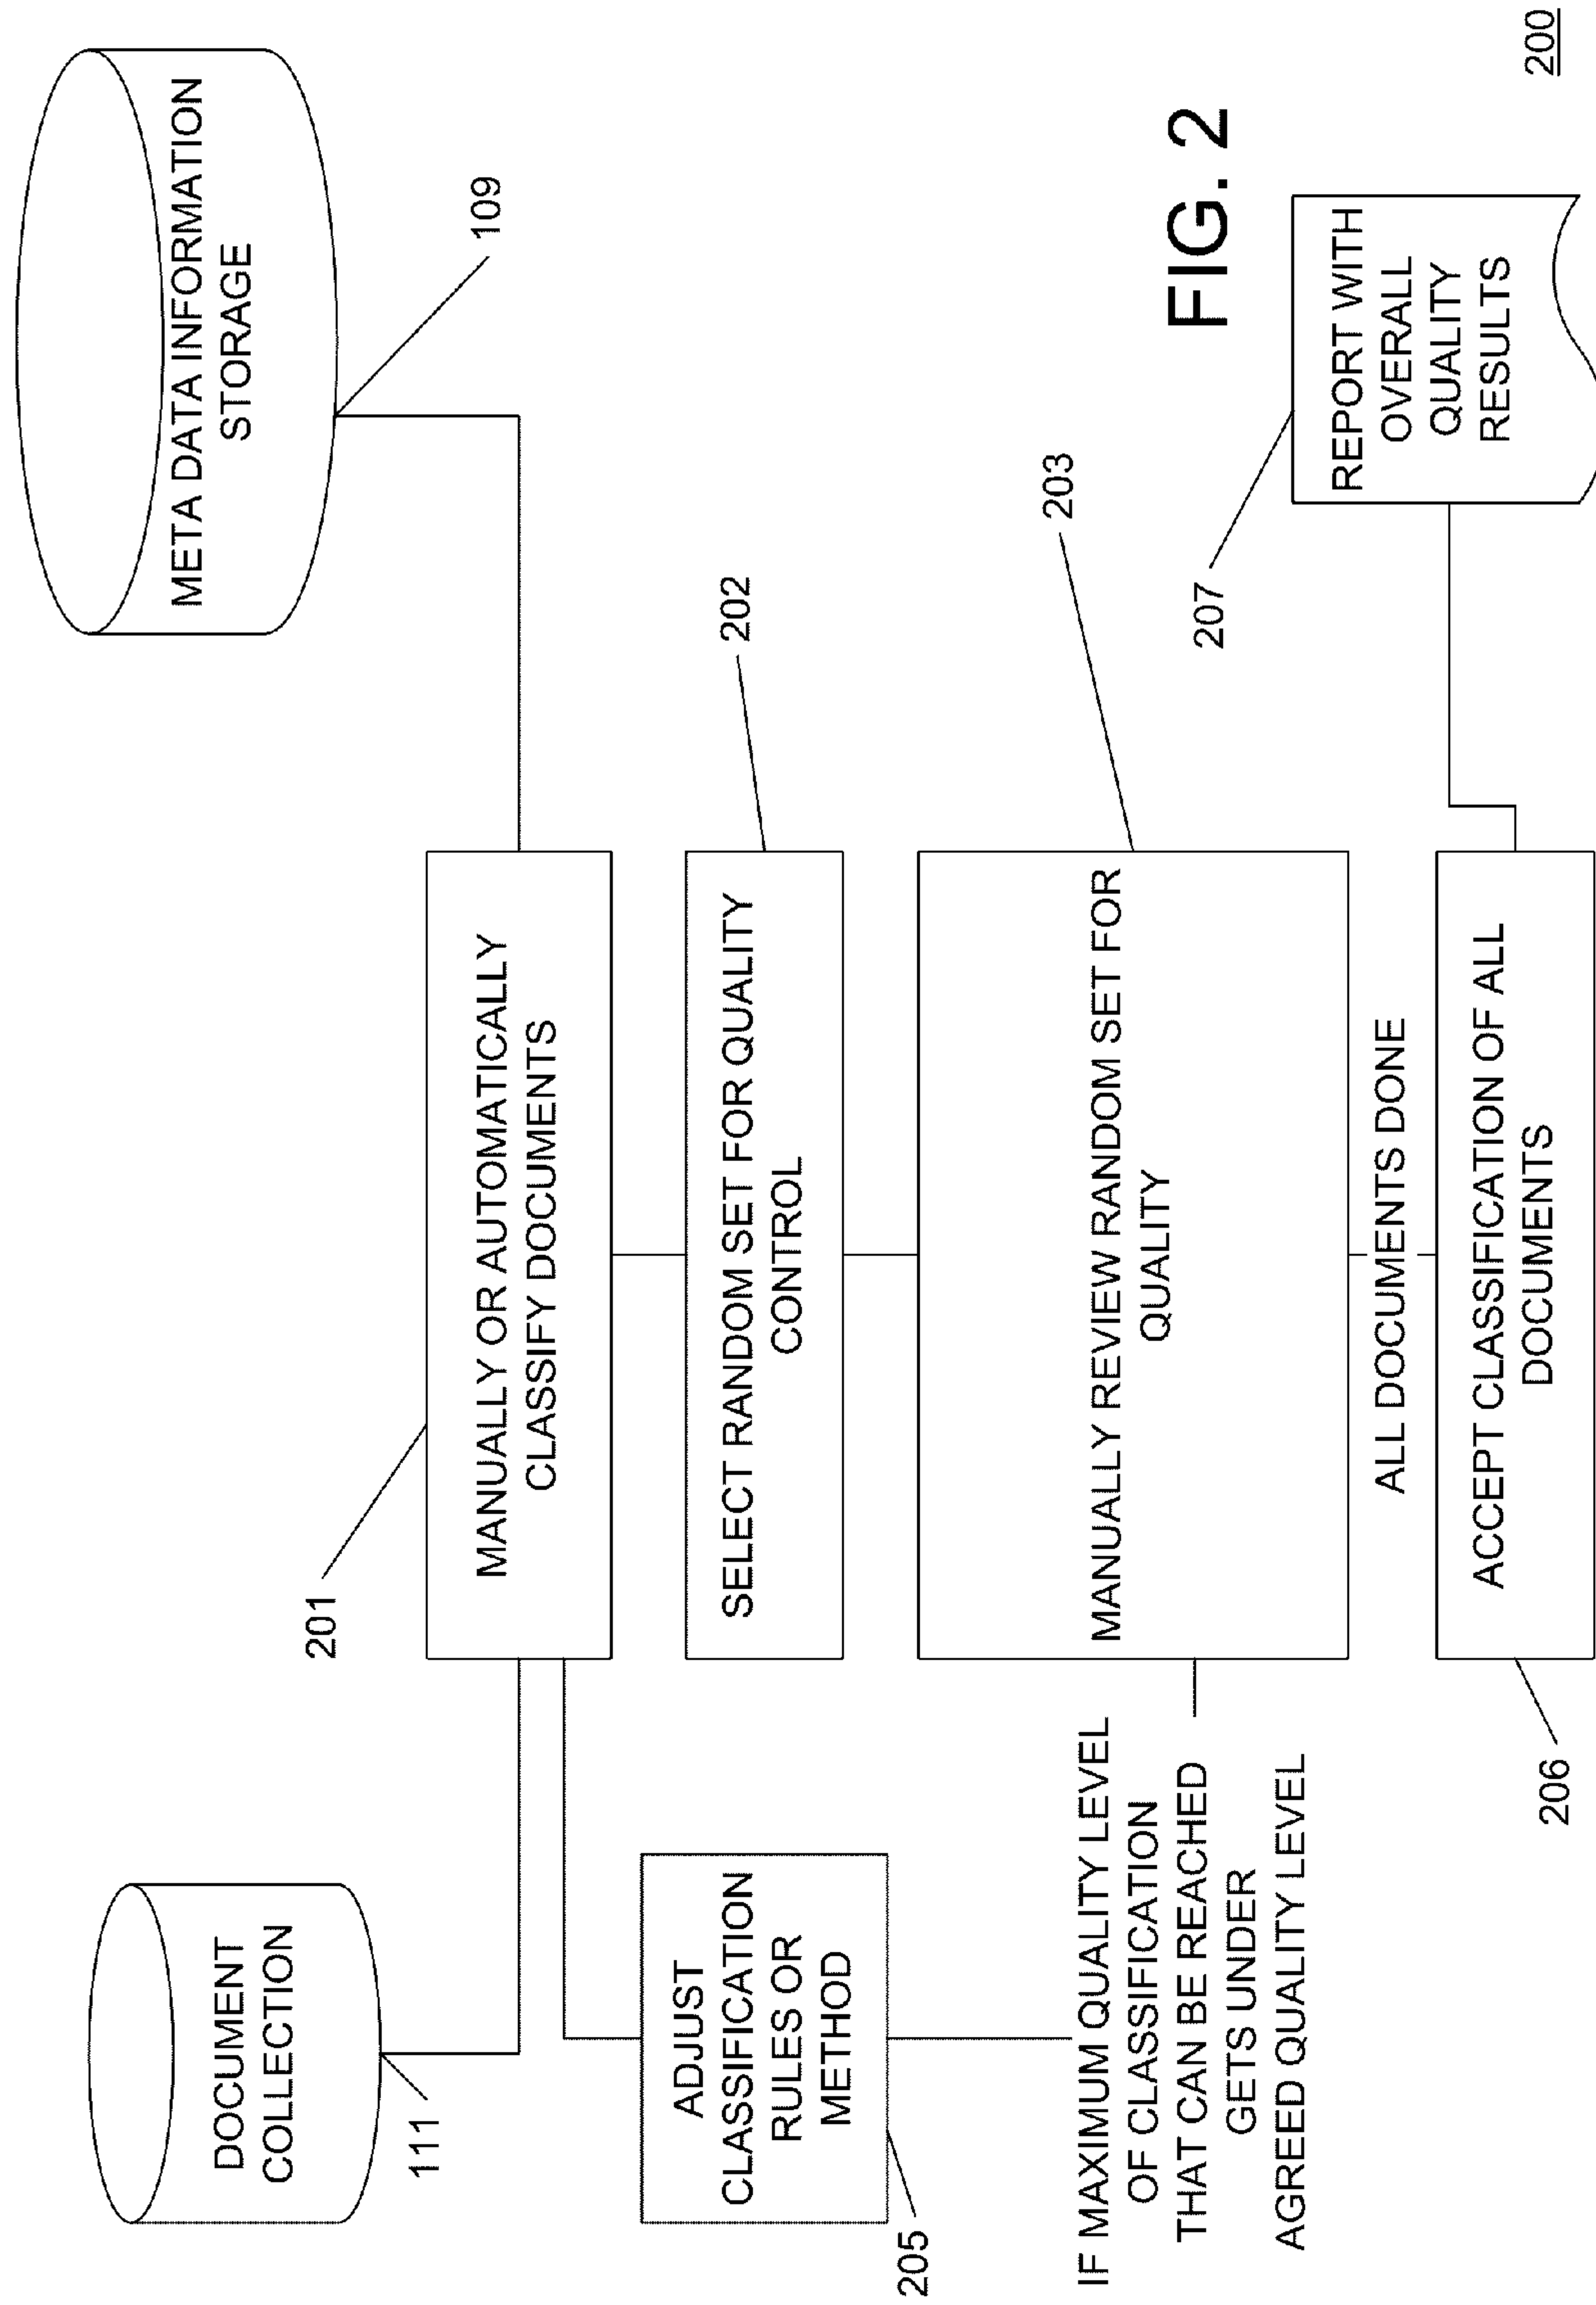 DOCUMENT
COLLECTION
111
META DATA INFORMATION
STORAGE
109
201
MANUALLY OR AUTOMATICALLY
CLASSIFY DOCUMENTS
ADJUST
CLASSIFICATION
RULES OR
METHOD
205
SELECT RANDOM SET FOR QUALITY
CONTROL
202
IF MAXIMUM QUALITY LEVEL
OF CLASSIFICATION
THAT CAN BE REACHED
GETS UNDER
AGREED QUALITY LEVEL
MANUALLY REVIEW RANDOM SET FOR
QUALITY
203
ALL DOCUMENTS DONE
206
ACCEPT CLASSIFICATION OF ALL
DOCUMENTS
207
REPORT WITH
OVERALL
QUALITY
RESULTS
FIG. 2
200